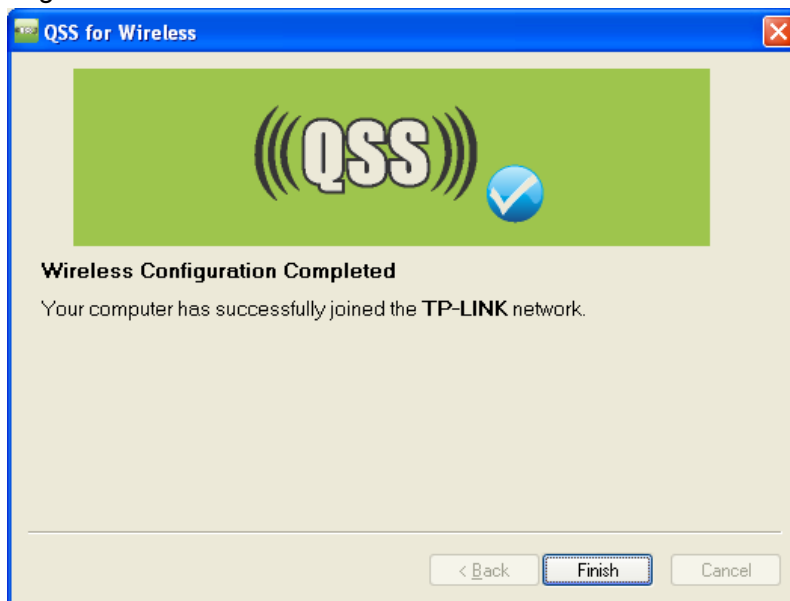 QSS for Wireless
(((QSS)))
Wireless Configuration Completed
Your computer has successfully joined the TP-LINK network.
< Back Finish Cancel